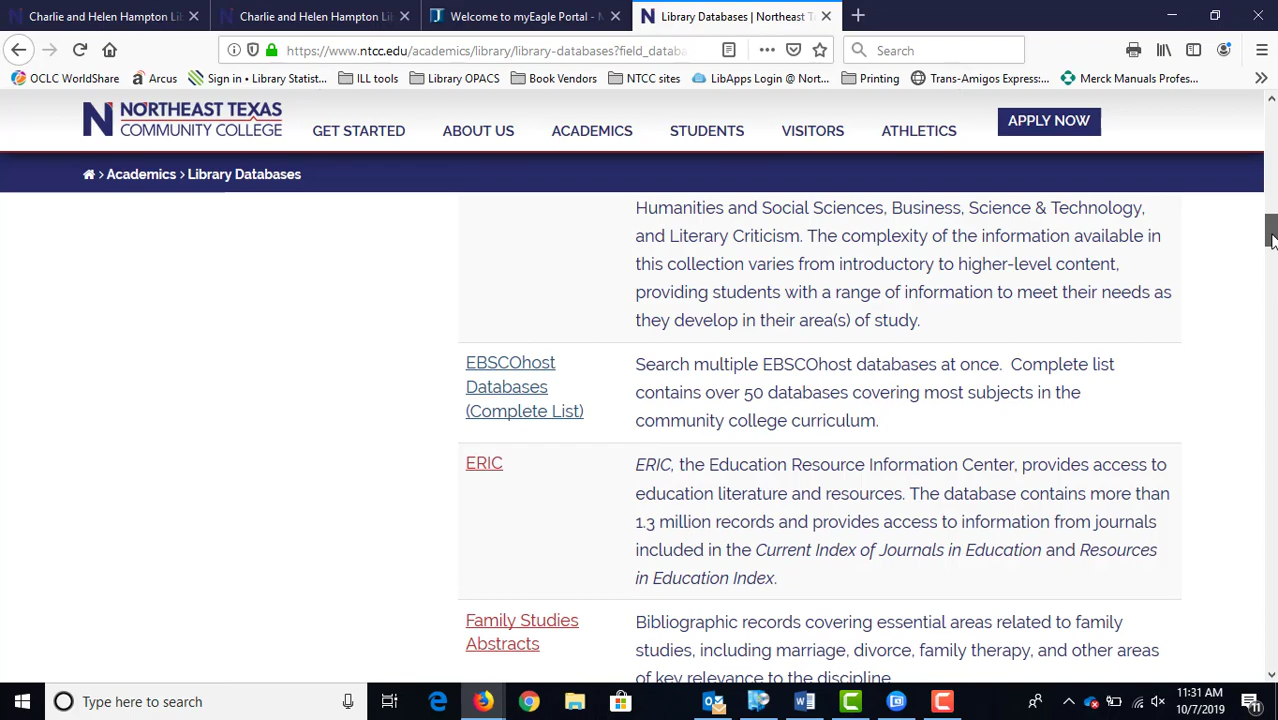 Charlie and Helen Hampton Li
Charlie and Helen Hampton Lib
Welcome to myEagle Portal - M
Library Databases | Northeast T
https://www.ntcc.edu/academics/library/library-databases?field_databa
Search
OCLC WorldShare
Arcus
Sign in • Library Statist...
ILL tools
Library OPACS
Book Vendors
NTCC sites
LibApps Login @ Nort...
Printing
Trans-Amigos Express:...
Merck Manuals Profes...
N NORTHEAST TEXAS
COMMUNITY COLLEGE
GET STARTED
ABOUT US
ACADEMICS
STUDENTS
VISITORS
ATHLETICS
APPLY NOW
> Academics > Library Databases
Humanities and Social Sciences, Business, Science & Technology,
and Literary Criticism. The complexity of the information available in
this collection varies from introductory to higher-level content,
providing students with a range of information to meet their needs as
they develop in their area(s) of study.
EBSCOhost
Databases
(Complete List)
Search multiple EBSCOhost databases at once. Complete list
contains over 50 databases covering most subjects in the
community college curriculum.
ERIC
ERIC, the Education Resource Information Center, provides access to
education literature and resources. The database contains more than
1.3 million records and provides access to information from journals
included in the Current Index of Journals in Education and Resources
in Education Index.
Family Studies
Abstracts
Bibliographic records covering essential areas related to family
studies, including marriage, divorce, family therapy, and other areas
of key relevance to the discipline.
Type here to search
11:31 AM
10/7/2019
11